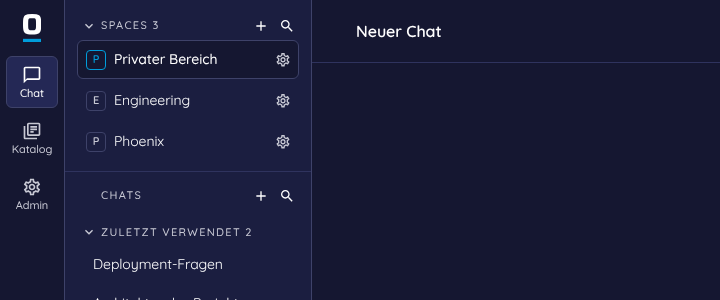 O
Chat
Katalog
Admin
SPACES 3
P Privater Bereich
E Engineering
P Phoenix
CHATS
ZULETZT VERWENDET 2
Deployment-Fragen
Neuer Chat